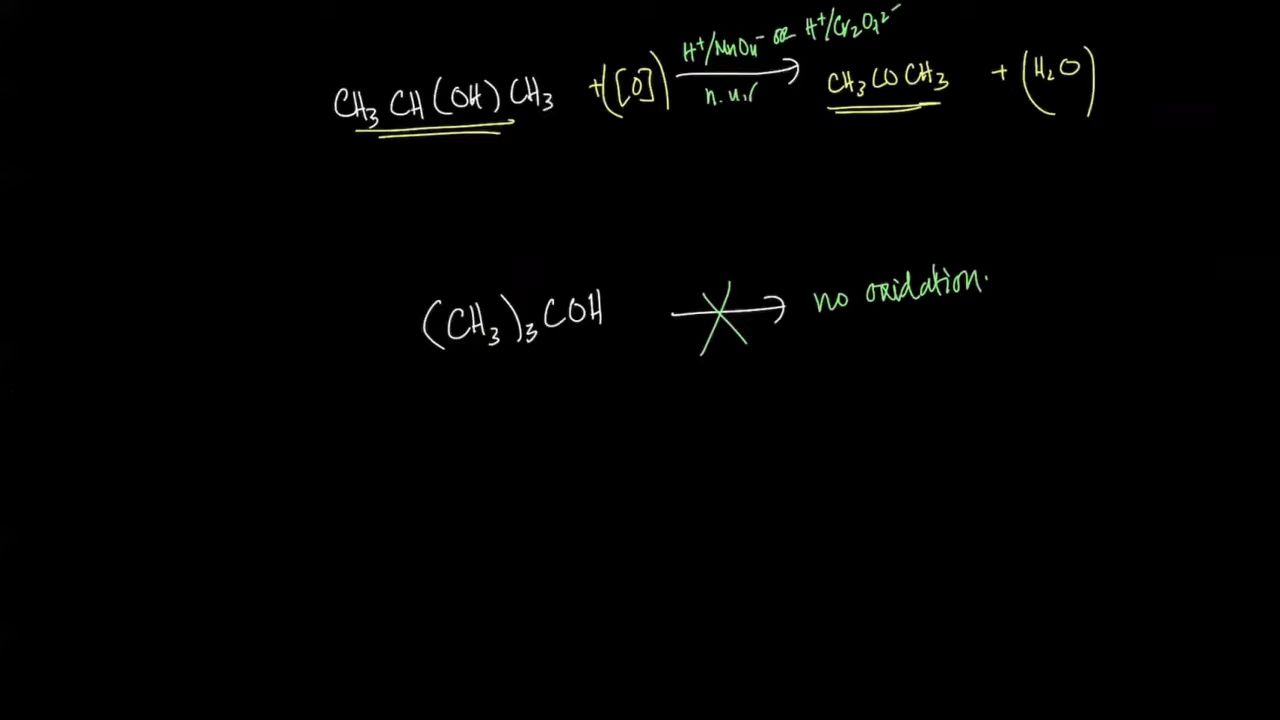 H⁺/MnO₄⁻ or H⁺/Cr₂O₇²⁻
CH₃CH(OH)CH₃ + ([O]) → CH₃COCH₃ + (H₂O)
(CH₃)₃COH → no oxidation.